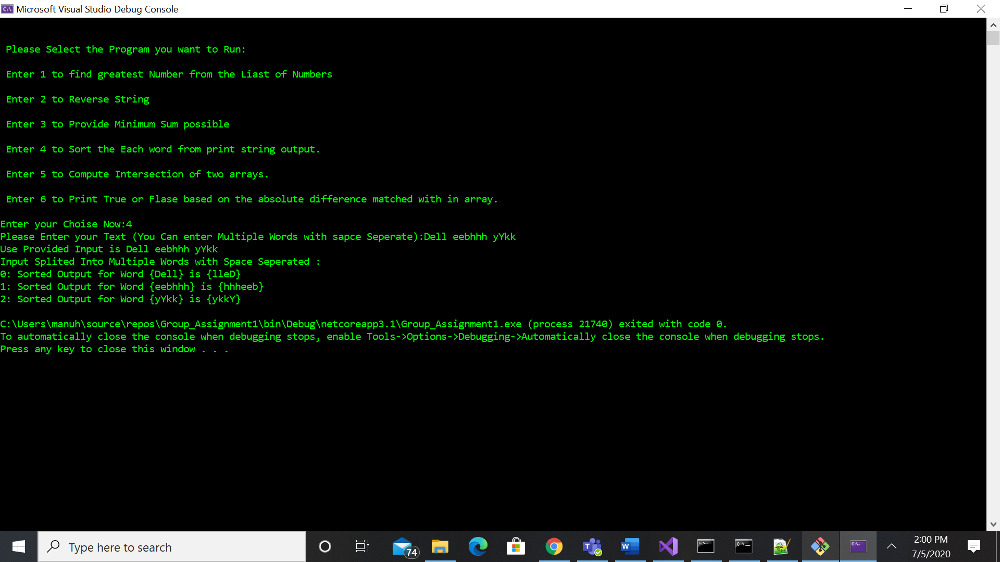 Microsoft Visual Studio Debug Console
Please Select the Program you want to Run:
Enter 1 to find greatest Number from the Liast of Numbers
Enter 2 to Reverse String
Enter 3 to Provide Minimum Sum possible
Enter 4 to Sort the Each word from print string output.
Enter 5 to Compute Intersection of two arrays.
Enter 6 to Print True or Flase based on the absolute difference matched with in array.
Enter your Choise Now:4
Please Enter your Text (You Can enter Multiple Words with sapce Seperate):Dell eebhhh yYkk
Use Provided Input is Dell eebhhh yYkk
Input Splited Into Multiple Words with Space Seperated :
0: Sorted Output for Word {Dell} is {lleD}
1: Sorted Output for Word {eebhhh} is {hhheeb}
2: Sorted Output for Word {yYkk} is {ykkY}
C:\Users\manuh\source\repos\Group_Assignment1\bin\Debug\netcoreapp3.1\Group_Assignment1.exe (process 21740) exited with code 0.
To automatically close the console when debugging stops, enable Tools->Options->Debugging->Automatically close the console when debugging stops.
Press any key to close this window . . .
Type here to search
74
2:00 PM
7/5/2020